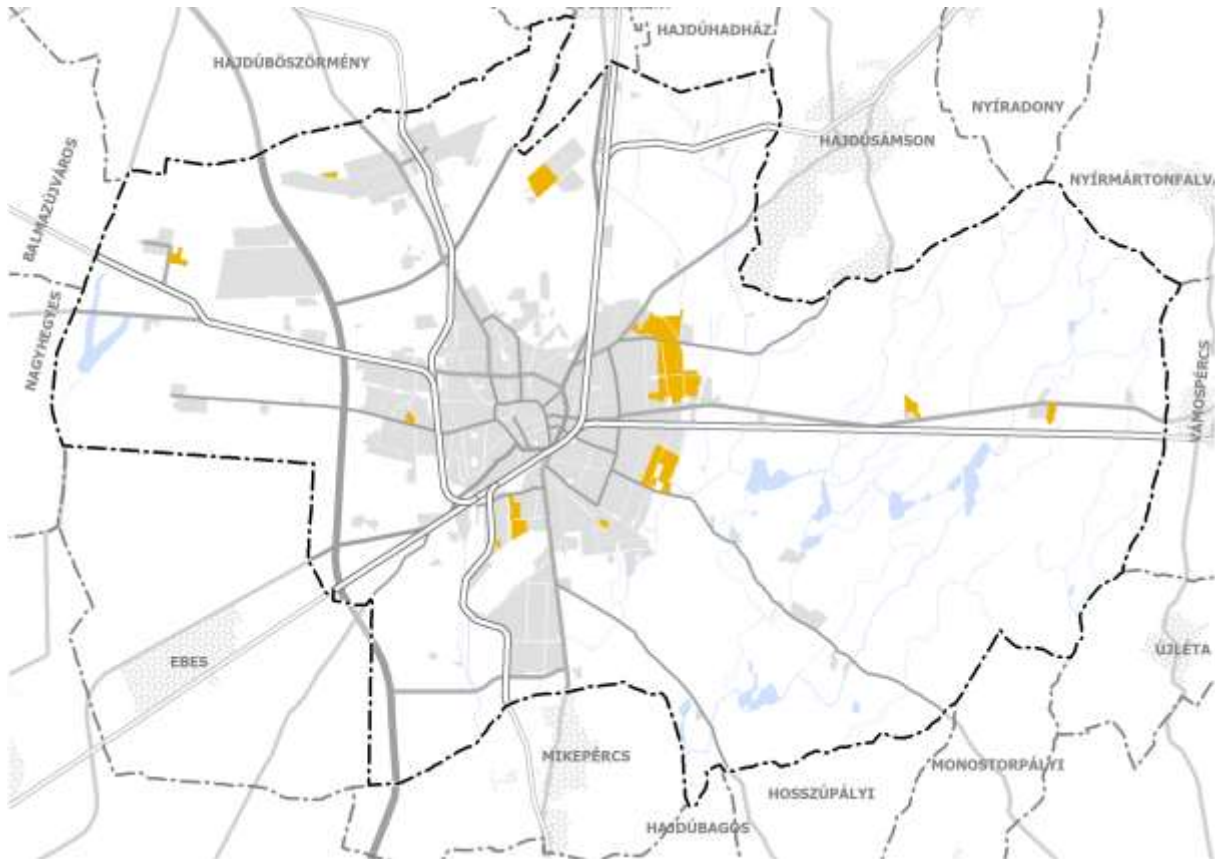 HAJDÚHADHÁZ
HAJDÚBÖSZÖRMÉNY
NYÍRADONY
HAJDÚSÁMSON
NYÍRMÁRTONFALVA
BALMAZÚJVÁROS
NAGYHEGYES
VÁMOSPÉRCS
EBES
ÚJLÉTA
MIKEPÉRCS
MONOSTORPÁLYI
HOSSZÚPÁLYI
HAJDÚBAGOS